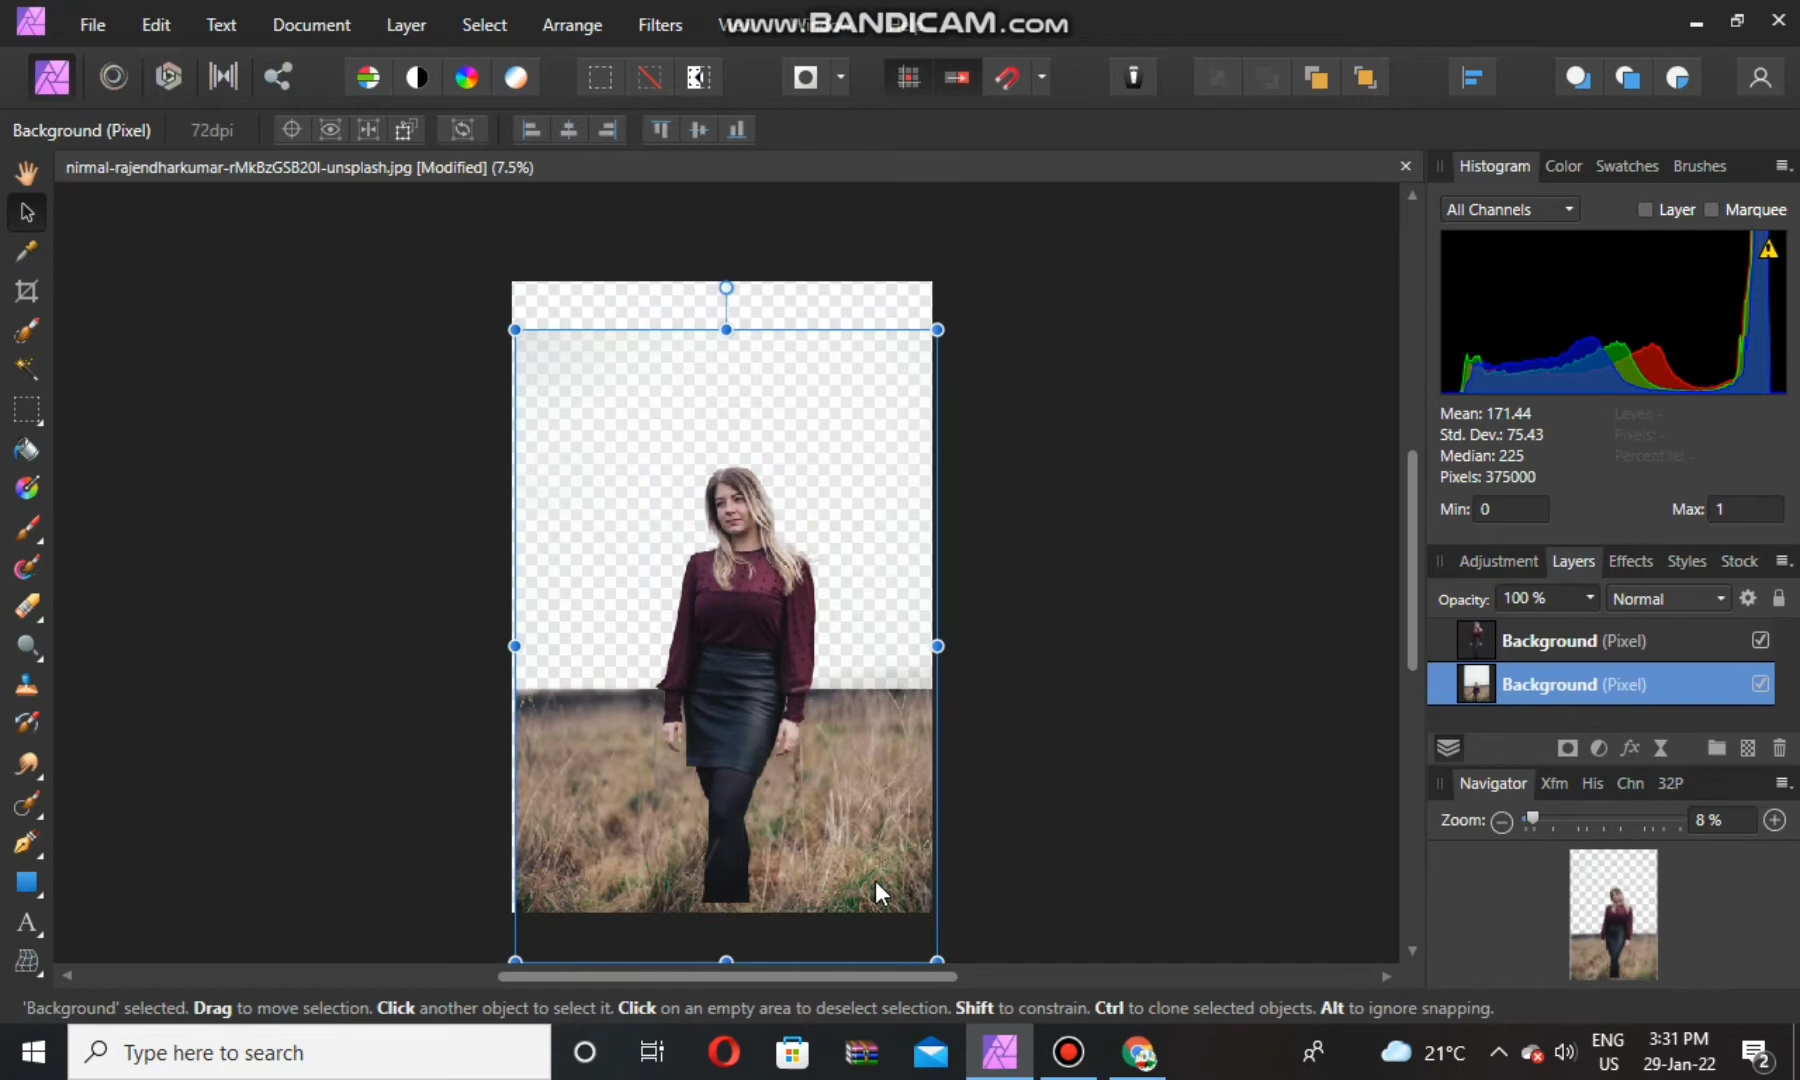 File Edit Text Document Layer Select Arrange Filters
www.BANDICAM.com
Background (Pixel) 72dpi
nirmal-rajendharkumar-rMkBzGSB20I-unsplash.jpg [Modified] (7.5%)
Histogram Color Swatches Brushes
All Channels Layer Marquee
Mean: 171.44 Level: -
Std. Dev.: 75.43 Pixels: -
Median: 225 Percentile: -
Pixels: 375000
Min: 0 Max: 1
Adjustment Layers Effects Styles Stock
Opacity: 100 % Normal
Background (Pixel)
Background (Pixel)
fx
Navigator Xfm His Chn 32P
Zoom: 8 %
A
'Background' selected. Drag to move selection. Click another object to select it. Click on an empty area to deselect selection. Shift to constrain. Ctrl to clone selected objects. Alt to ignore snapping.
Type here to search
21°C
ENG
US
3:31 PM
29-Jan-22
2